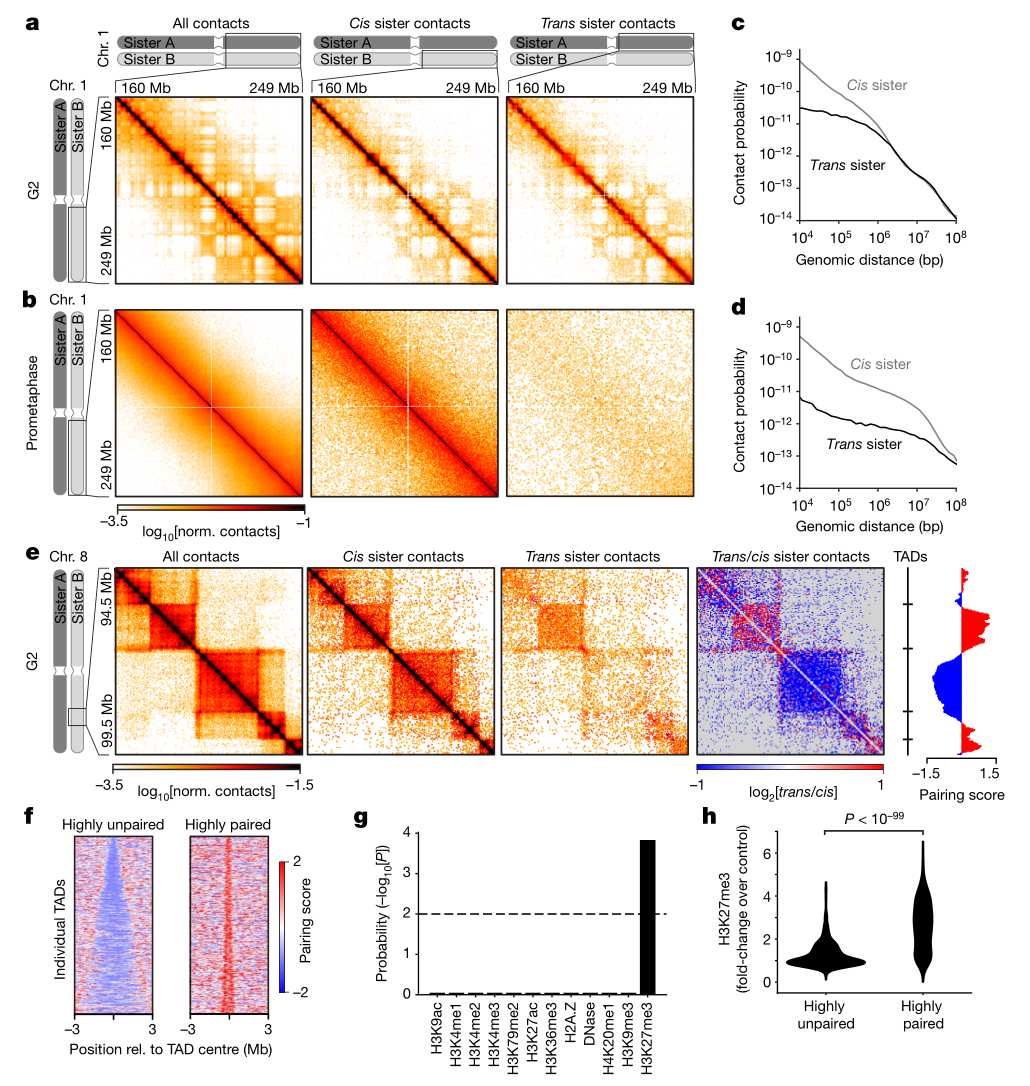 a
All contacts
Cis sister contacts
Trans sister contacts
Chr. 1
Sister A
Sister B
Sister A
Sister B
Sister A
Sister B
Chr. 1
160 Mb 249 Mb
160 Mb 249 Mb
160 Mb 249 Mb
G2
Sister A
Sister B
160 Mb
249 Mb
b
Chr. 1
Prometaphase
Sister A
Sister B
160 Mb
249 Mb
−3.5 −1
log10[norm. contacts]
c
Contact probability
10−9
10−10
10−11
10−12
10−13
10−14
Cis sister
Trans sister
104 105 106 107 108
Genomic distance (bp)
d
Contact probability
10−9
10−10
10−11
10−12
10−13
10−14
Cis sister
Trans sister
104 105 106 107 108
Genomic distance (bp)
e
Chr. 8
All contacts
Cis sister contacts
Trans sister contacts
Trans/cis sister contacts
TADs
G2
Sister A
Sister B
94.5 Mb
99.5 Mb
−3.5 −1.5
log10[norm. contacts]
−1 1
log2[trans/cis]
−1.5 1.5
Pairing score
f
Highly unpaired
Highly paired
Individual TADs
−3 3
−3 3
Position rel. to TAD centre (Mb)
2
−2
Pairing score
g
Probability (−log10[P])
4
3
2
1
0
H3K9ac
H3K4me1
H3K4me2
H3K4me3
H3K79me2
H3K27ac
H3K36me3
H2A.Z
DNase
H4K20me1
H3K9me3
H3K27me3
h
P < 10−99
H3K27me3
(fold-change over control)
6
4
2
0
Highly
unpaired
Highly
paired